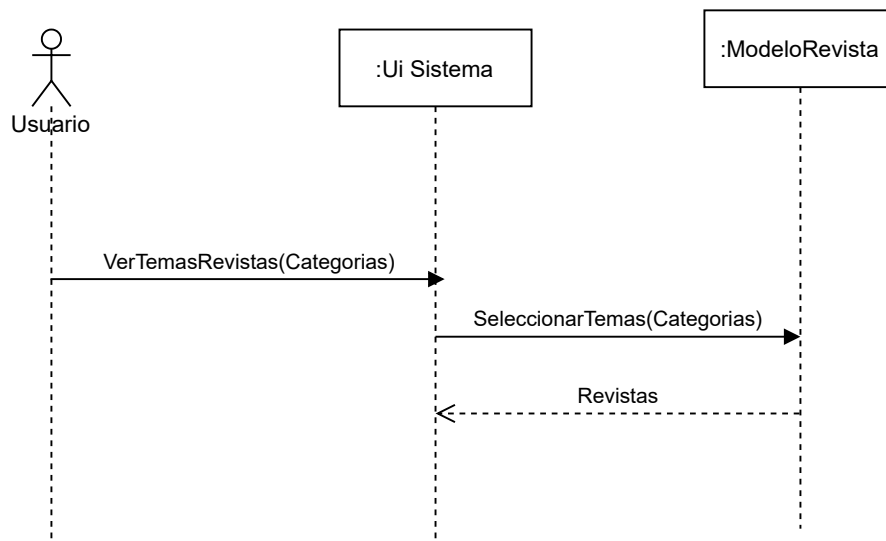 :Ui Sistema
:ModeloRevista
Usuario
VerTemasRevistas(Categorias)
SeleccionarTemas(Categorias)
Revistas